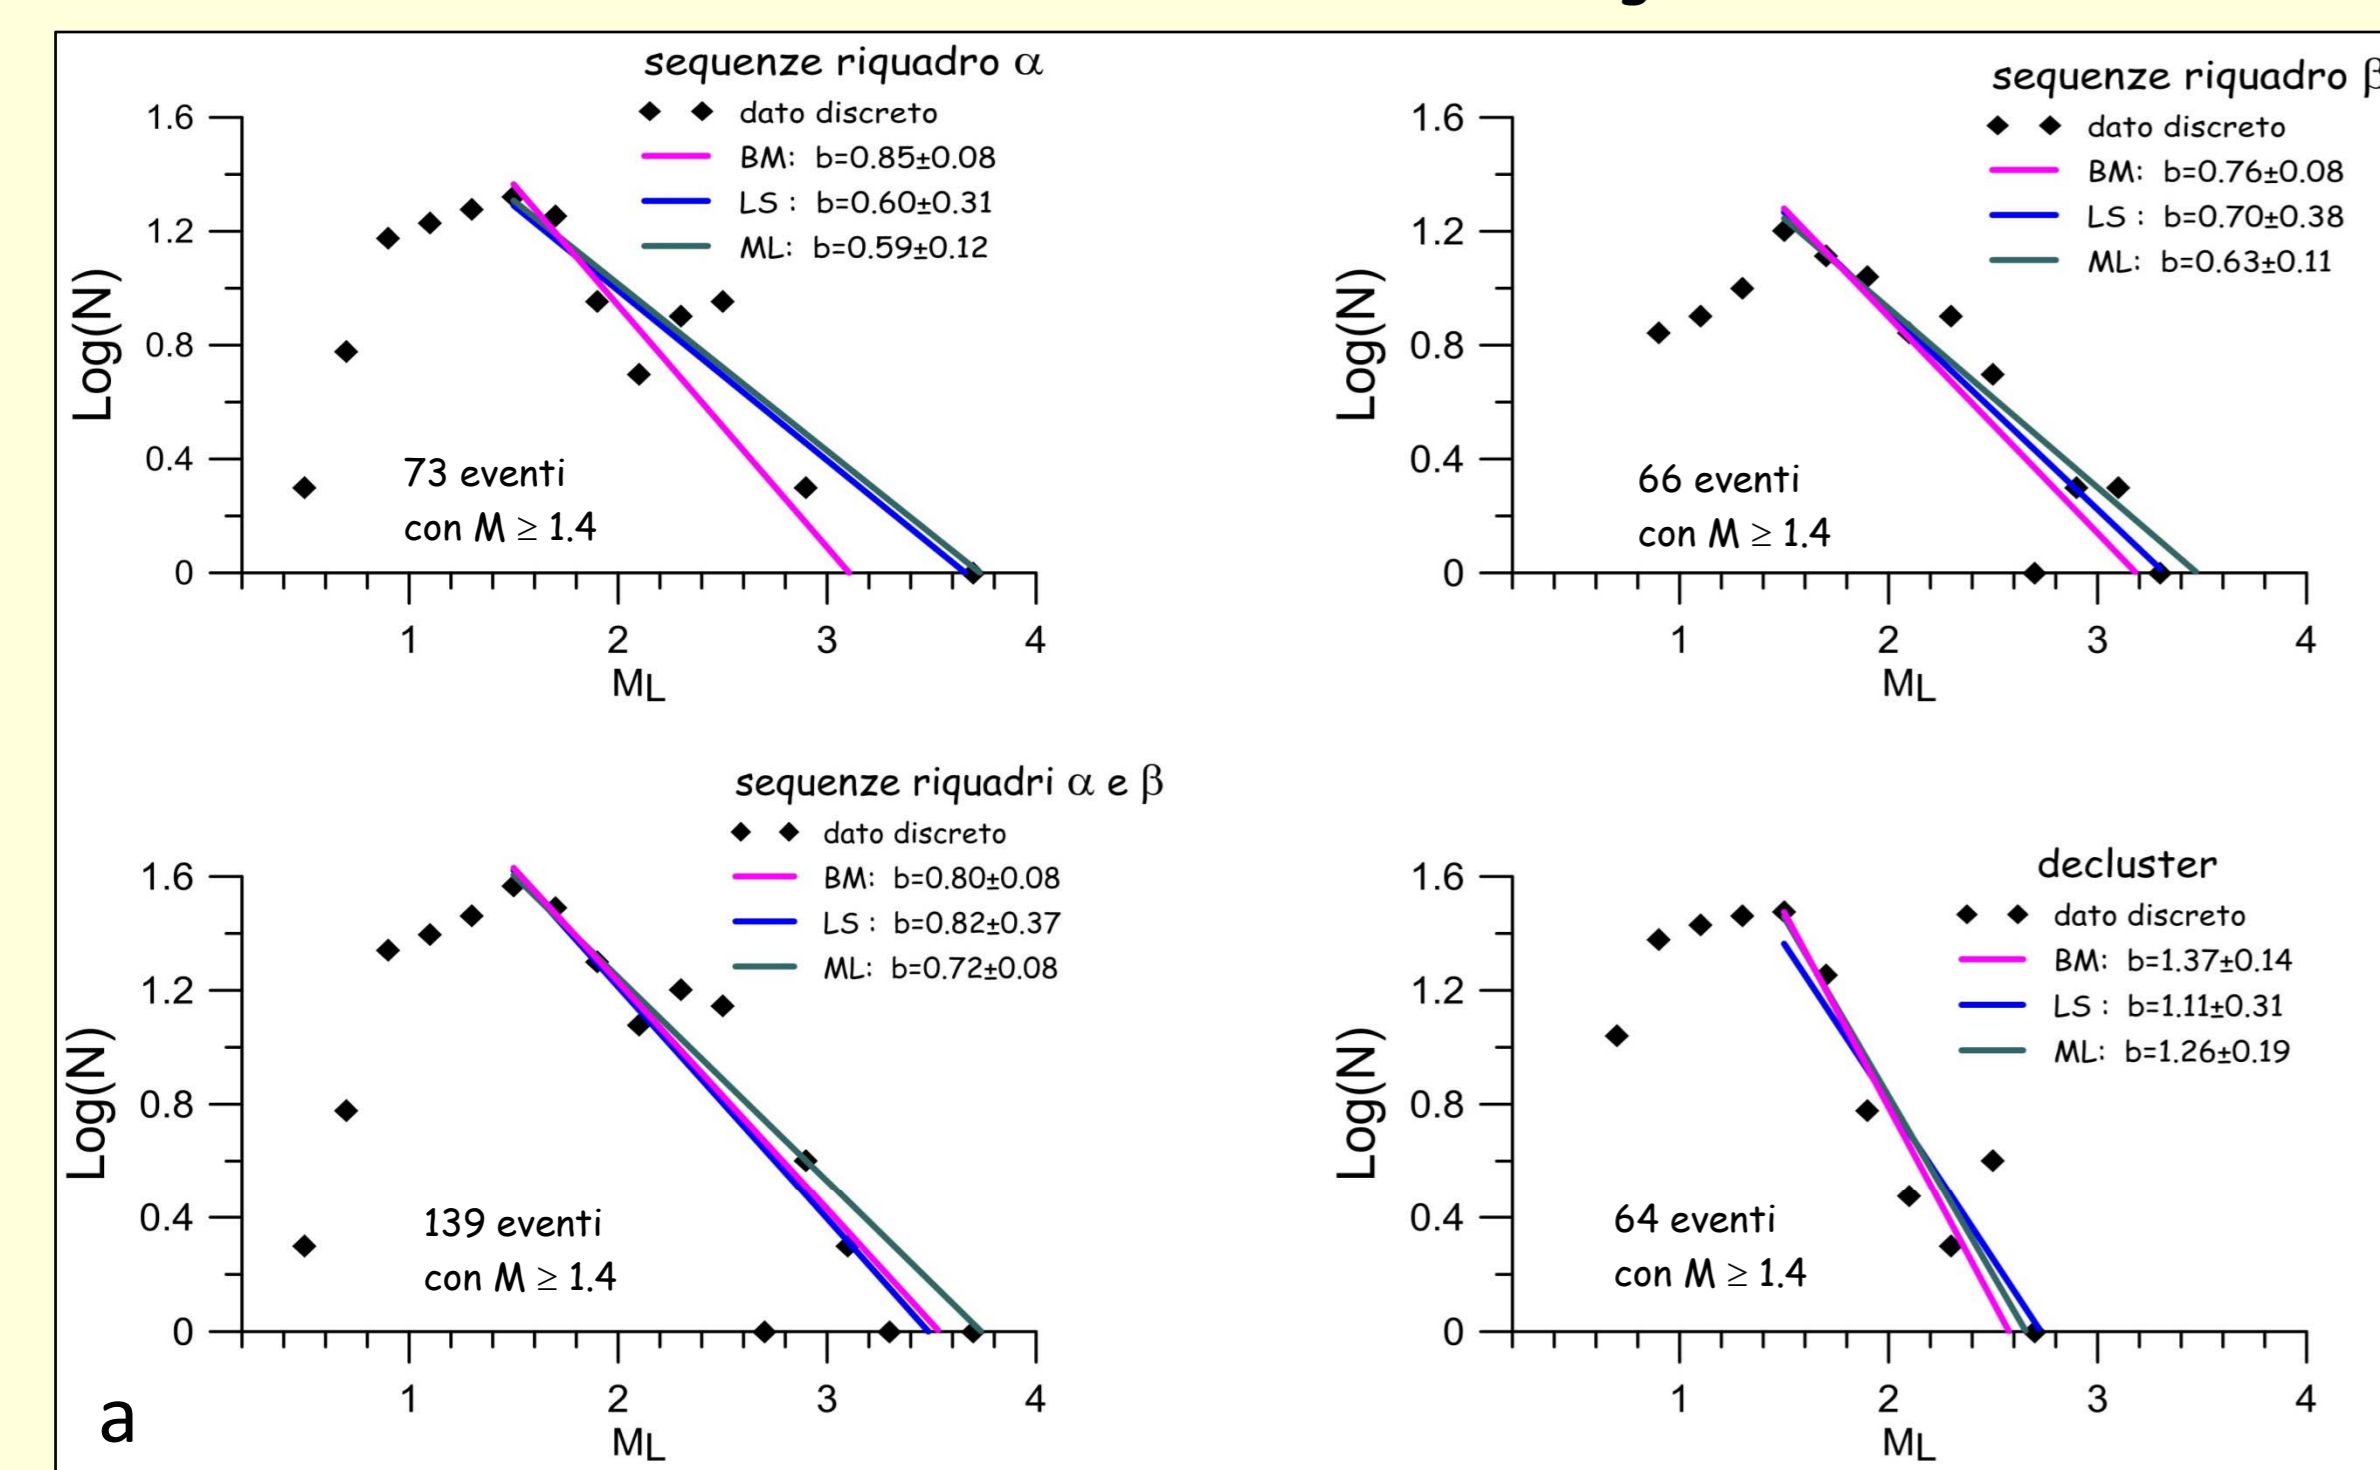 g
sequenze riquadro α
dato discreto
BM: b=0.85±0.08
LS : b=0.60±0.31
ML: b=0.59±0.12
1.6
1.2
0.8
0.4
0
Log(N)
73 eventi
con M ≥ 1.4
1 2 3 4
ML
sequenze riquadro β
dato discreto
BM: b=0.76±0.08
LS : b=0.70±0.38
ML: b=0.63±0.11
1.6
1.2
0.8
0.4
0
Log(N)
66 eventi
con M ≥ 1.4
1 2 3 4
ML
sequenze riquadri α e β
dato discreto
BM: b=0.80±0.08
LS : b=0.82±0.37
ML: b=0.72±0.08
1.6
1.2
0.8
0.4
0
Log(N)
139 eventi
con M ≥ 1.4
1 2 3 4
ML
decluster
dato discreto
BM: b=1.37±0.14
LS : b=1.11±0.31
ML: b=1.26±0.19
1.6
1.2
0.8
0.4
0
Log(N)
64 eventi
con M ≥ 1.4
1 2 3 4
ML
a